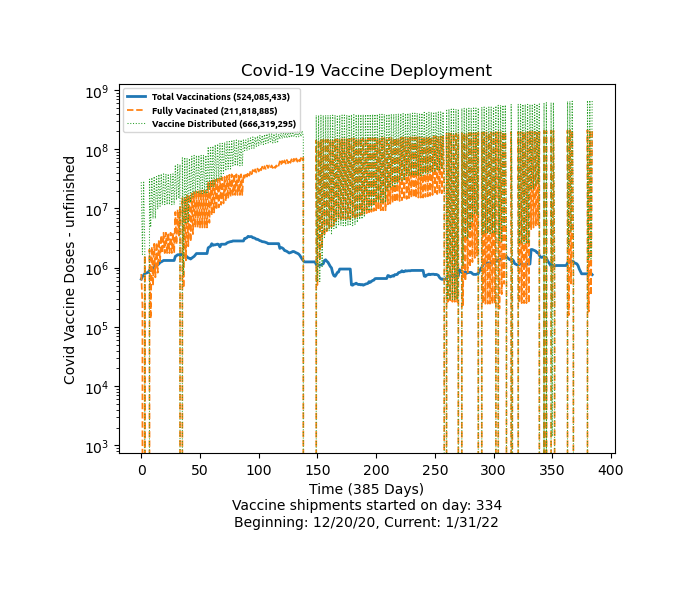 Covid-19 Vaccine Deployment
Total Vaccinations (524,085,433)
Fully Vacinated (211,818,885)
Vaccine Distributed (666,319,295)
Covid Vaccine Doses - unfinished
10⁹
10⁸
10⁷
10⁶
10⁵
10⁴
10³
0 50 100 150 200 250 300 350 400
Time (385 Days)
Vaccine shipments started on day: 334
Beginning: 12/20/20, Current: 1/31/22